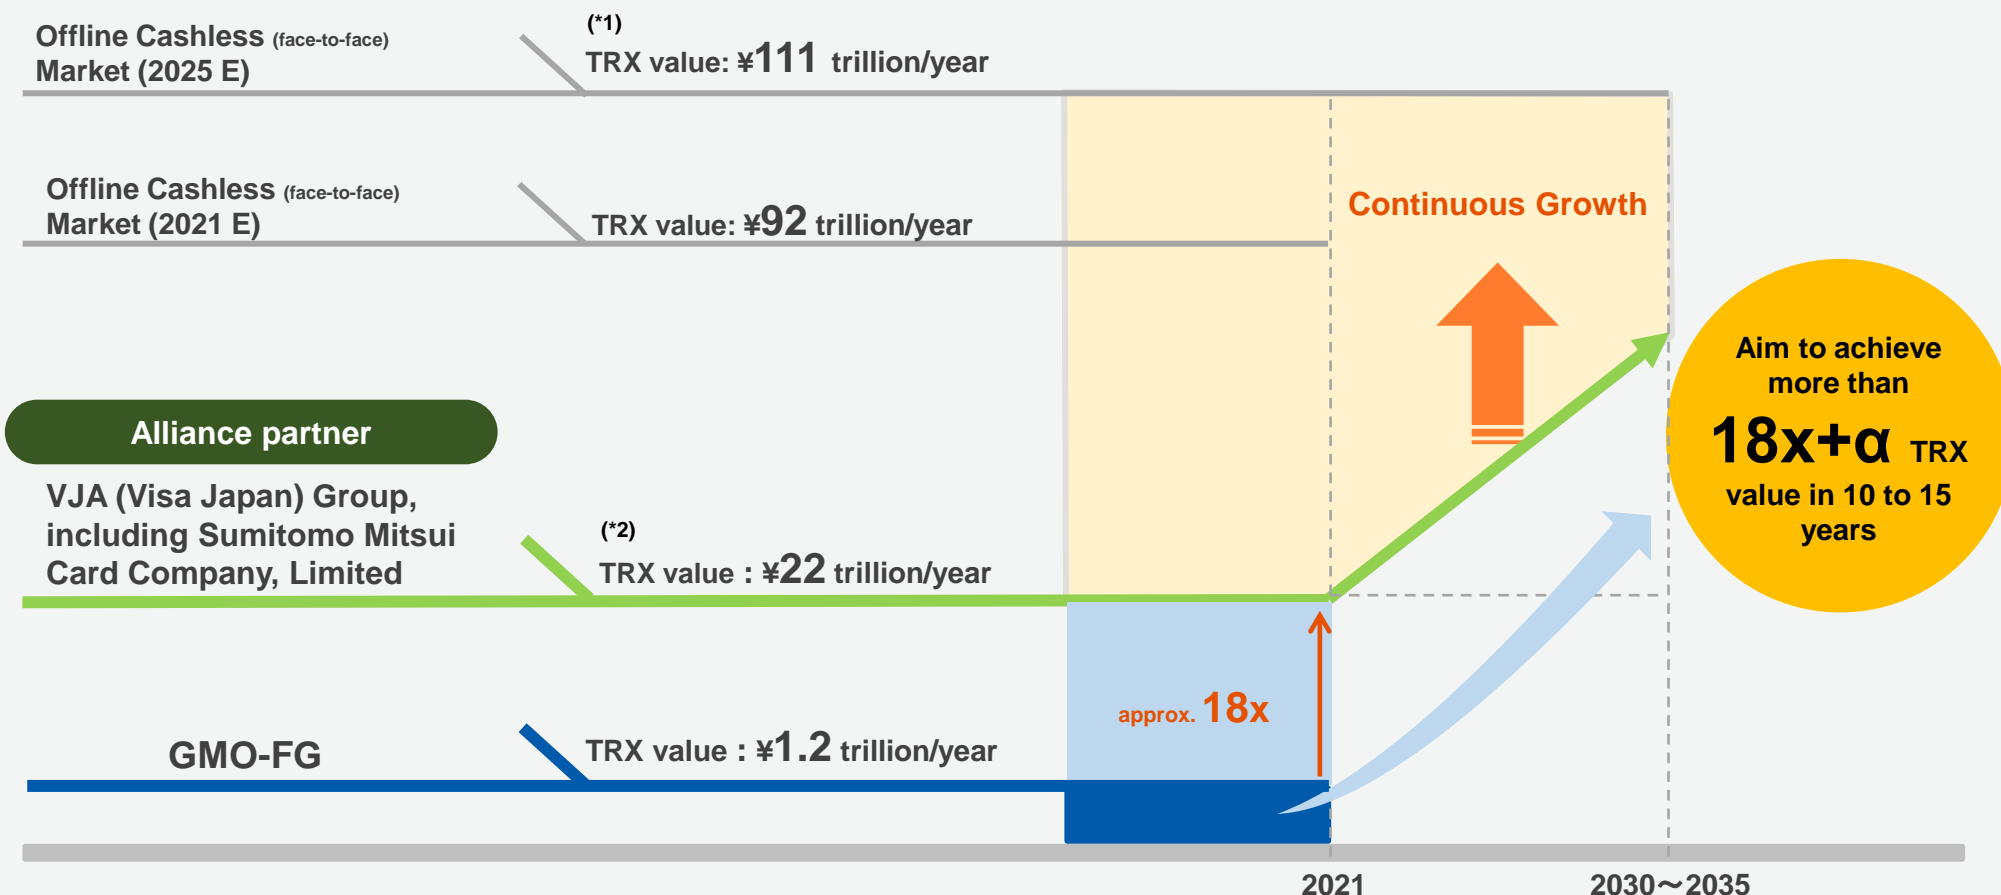 Offline Cashless (face-to-face)
Market (2025 E)
(*1)
TRX value: ¥111 trillion/year
Offline Cashless (face-to-face)
Market (2021 E)
TRX value: ¥92 trillion/year
Continuous Growth
Aim to achieve
more than
18x+α TRX
value in 10 to 15
years
Alliance partner
VJA (Visa Japan) Group,
including Sumitomo Mitsui
Card Company, Limited
(*2)
TRX value : ¥22 trillion/year
approx. 18x
GMO-FG
TRX value : ¥1.2 trillion/year
2021
2030～2035